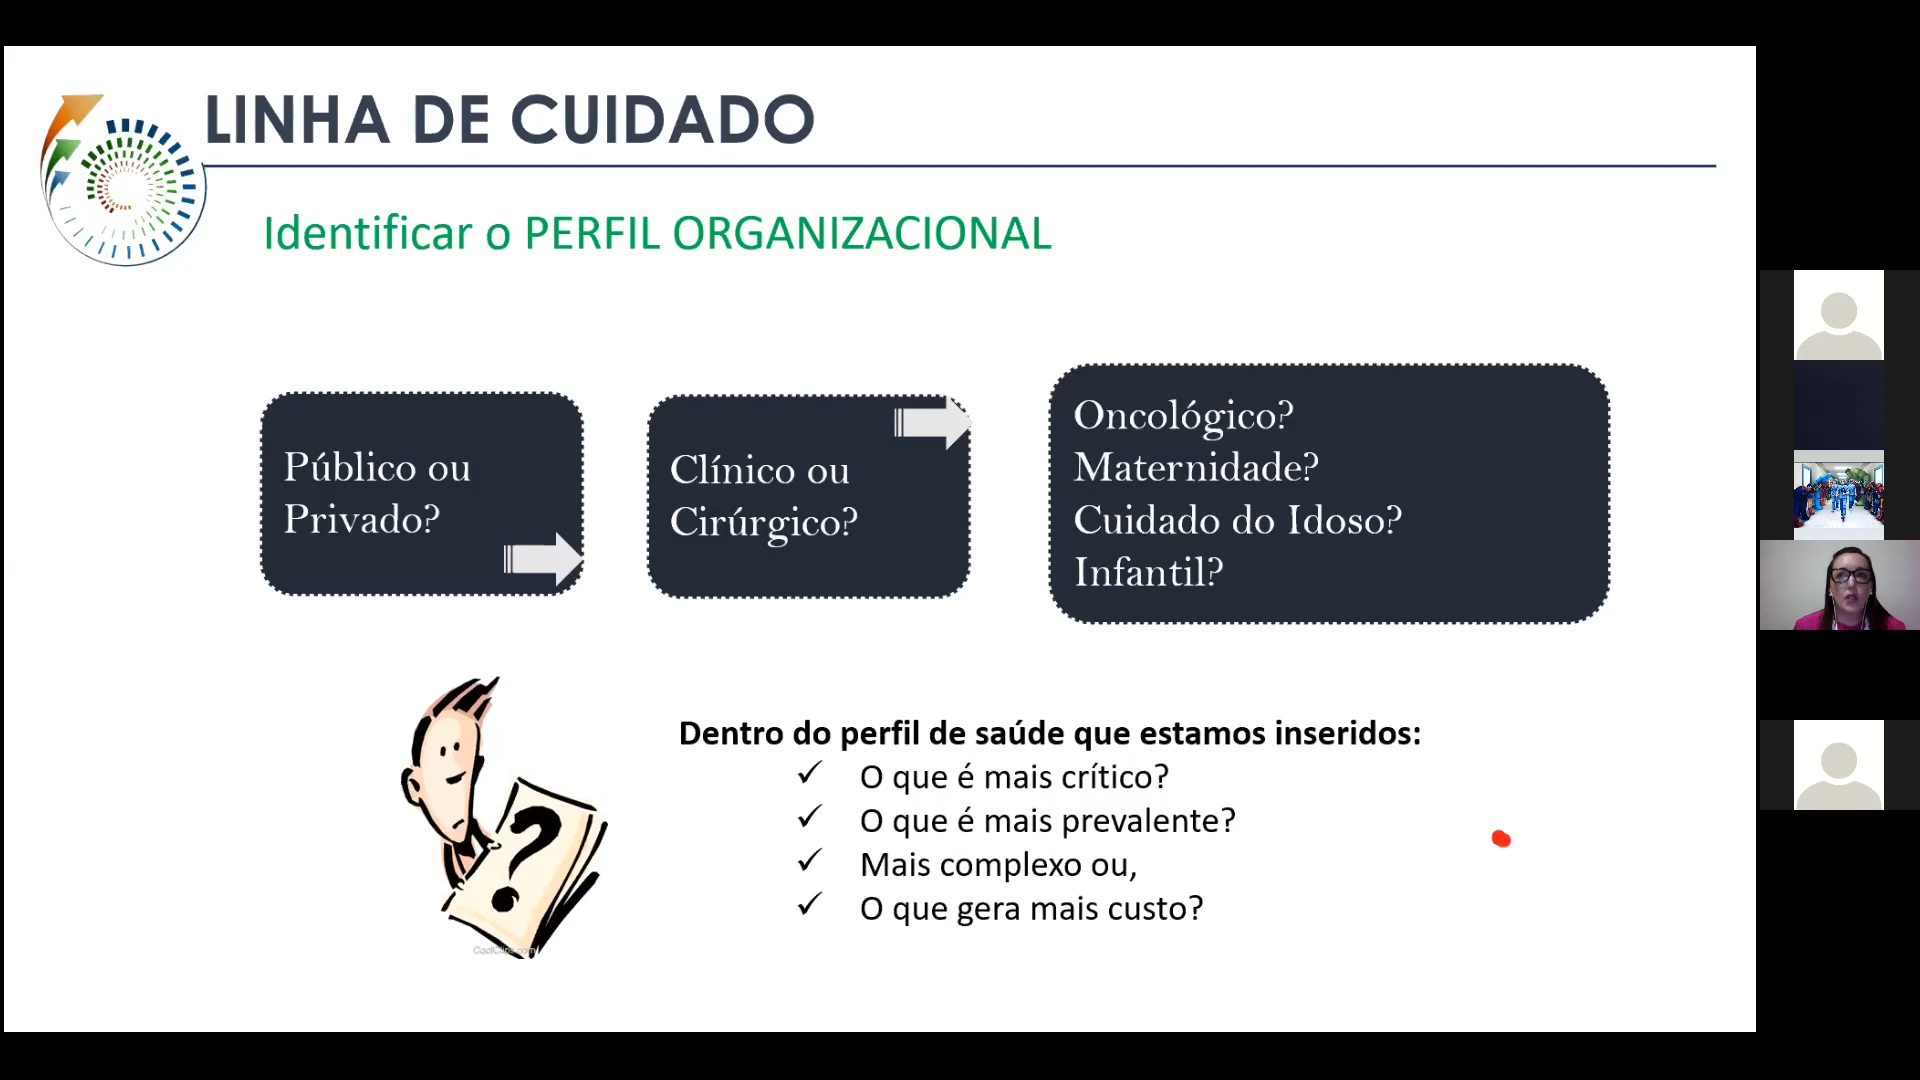 LINHA DE CUIDADO
Identificar o PERFIL ORGANIZACIONAL
Público ou
Privado?
Clínico ou
Cirúrgico?
Oncológico?
Maternidade?
Cuidado do Idoso?
Infantil?
Dentro do perfil de saúde que estamos inseridos:
✓ O que é mais crítico?
✓ O que é mais prevalente?
✓ Mais complexo ou,
✓ O que gera mais custo?
?
CoolClips.com